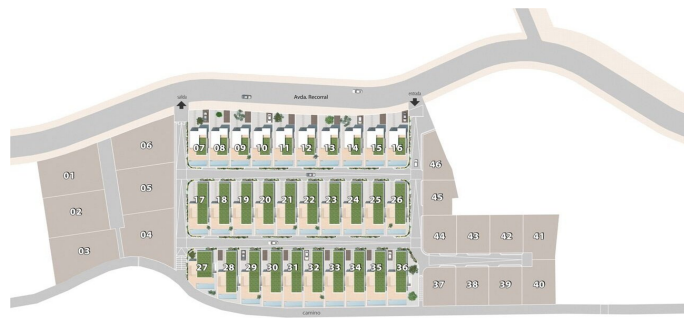 Avda. Recorral
salida
entrada
07 08 09 10 11 12 13 14 15 16
06
01
05
02
04
03
46
17 18 19 20 21 22 23 24 25 26
45
44 43 42 41
27 28 29 30 31 32 33 34 35 36
37 38 39 40
camino